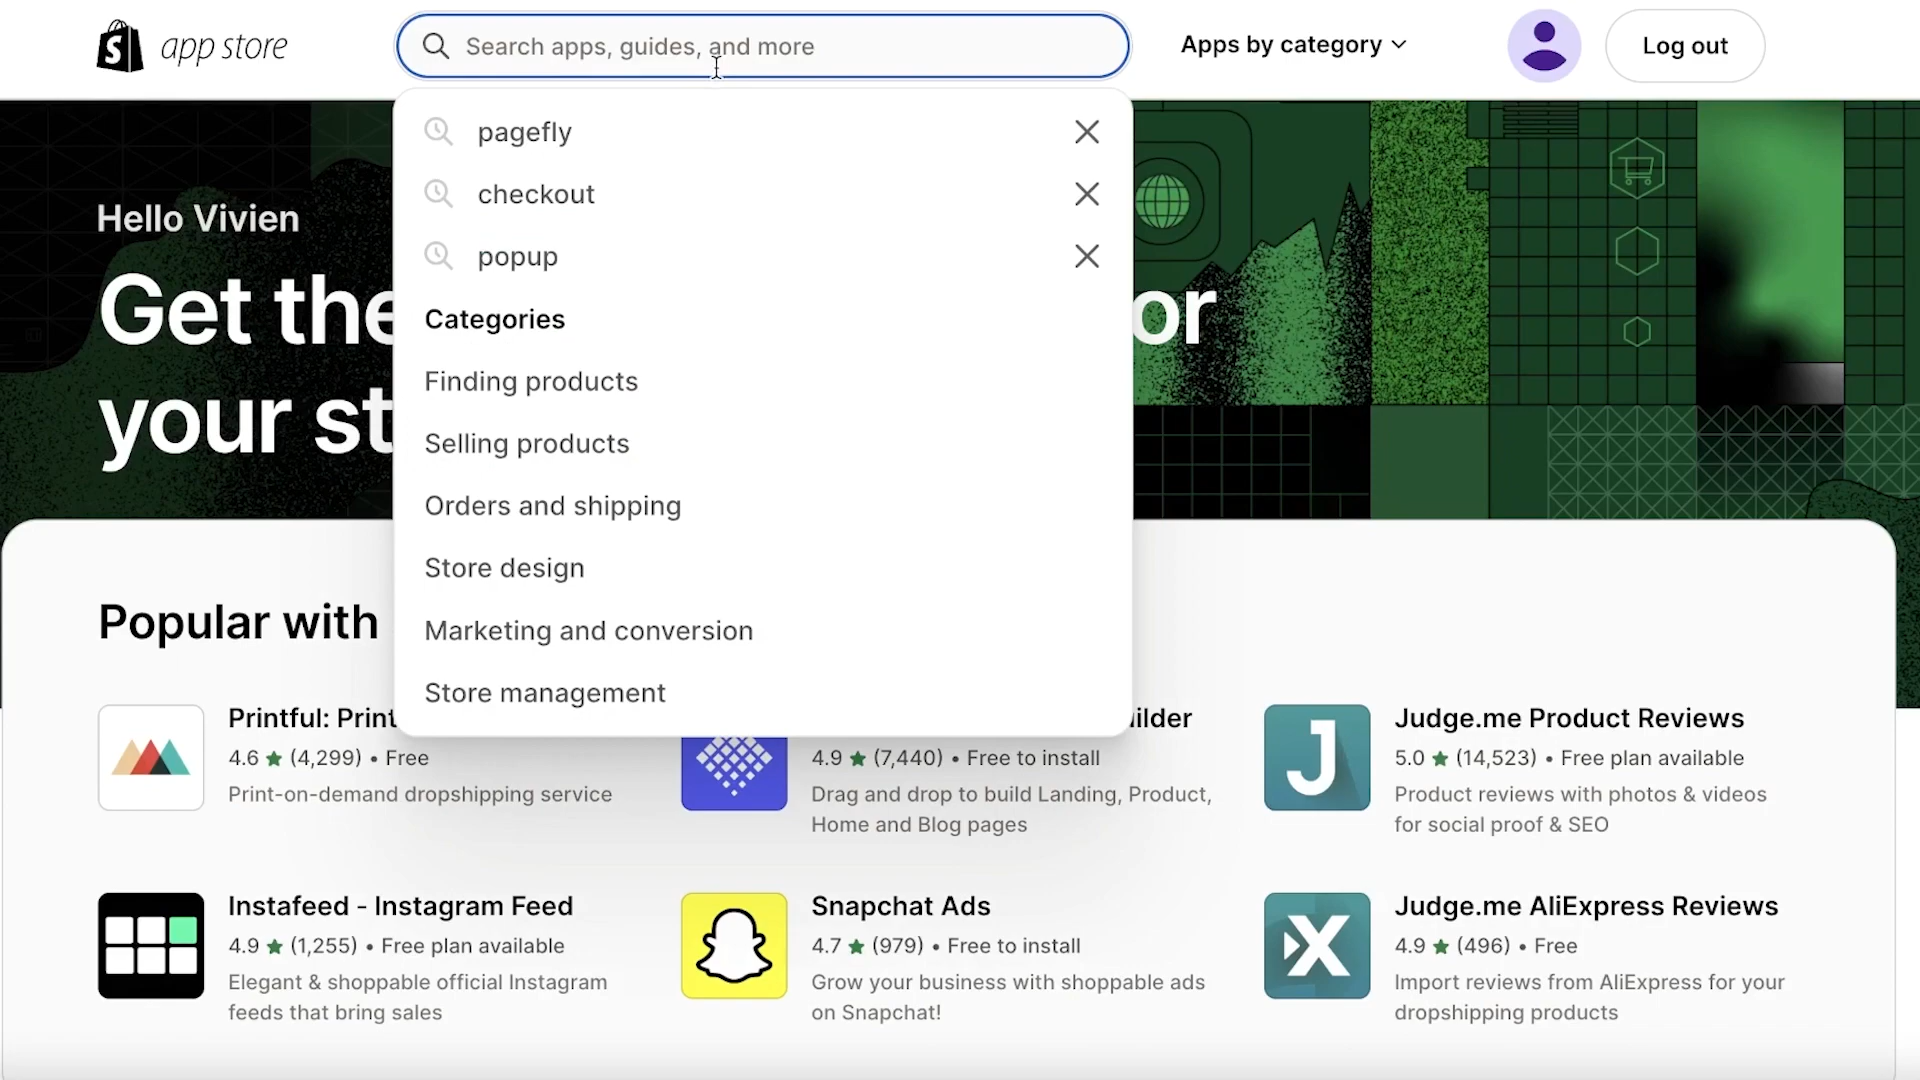 app store
Search apps, guides, and more
Apps by category
Log out
pagefly
checkout
popup
Categories
Finding products
Selling products
Orders and shipping
Store design
Marketing and conversion
Store management
Hello Vivien
Get the or
your st
Popular with
Printful: Print
4.6 ★ (4,299) • Free
Print-on-demand dropshipping service
ilder
4.9 ★ (7,440) • Free to install
Drag and drop to build Landing, Product,
Home and Blog pages
Judge.me Product Reviews
5.0 ★ (14,523) • Free plan available
Product reviews with photos & videos
for social proof & SEO
Instafeed - Instagram Feed
4.9 ★ (1,255) • Free plan available
Elegant & shoppable official Instagram
feeds that bring sales
Snapchat Ads
4.7 ★ (979) • Free to install
Grow your business with shoppable ads
on Snapchat!
Judge.me AliExpress Reviews
4.9 ★ (496) • Free
Import reviews from AliExpress for your
dropshipping products